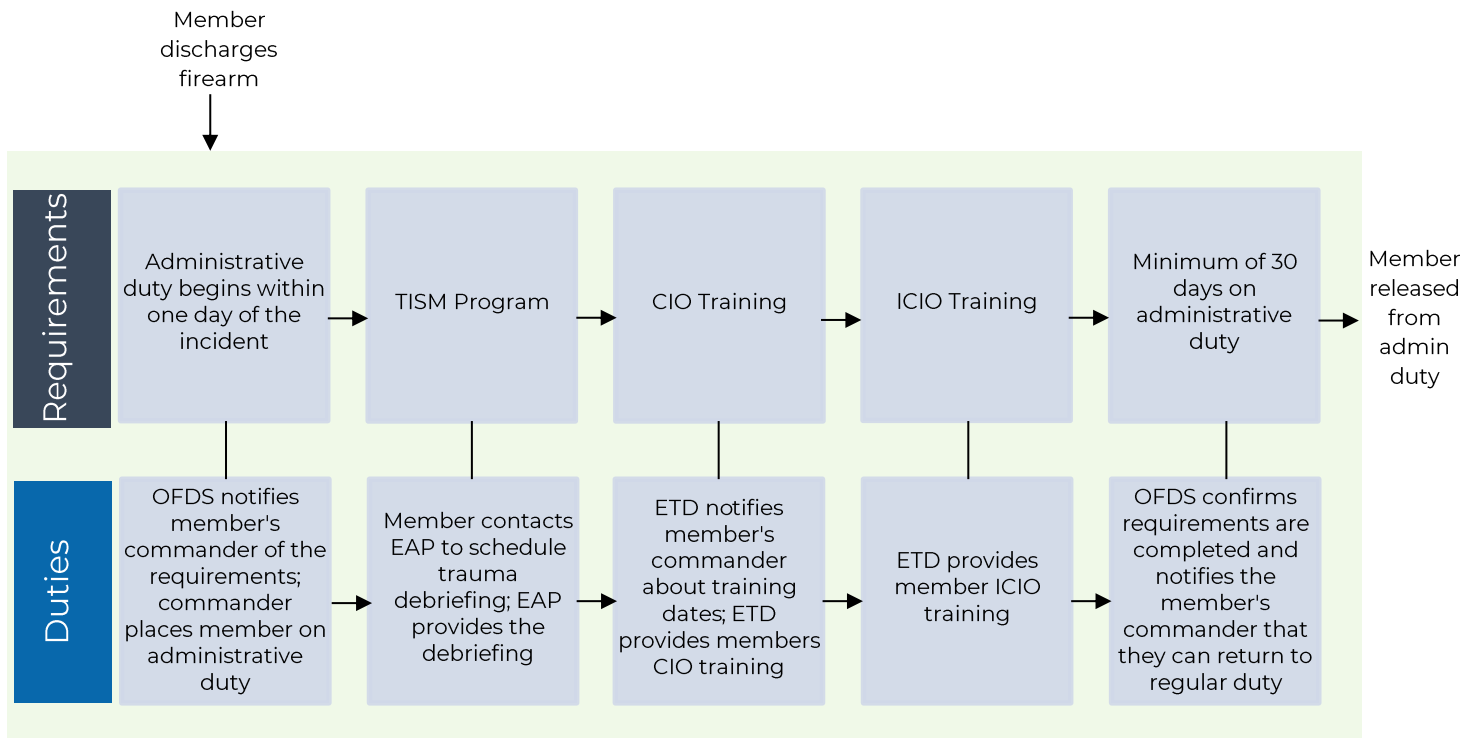 Member
discharges
firearm
Requirements
Administrative
duty begins within
one day of the
incident
TISM Program
CIO Training
ICIO Training
Minimum of 30
days on
administrative
duty
Member
released
from
admin
duty
Duties
OFDS notifies
member's
commander of the
requirements;
commander
places member on
administrative
duty
Member contacts
EAP to schedule
trauma
debriefing; EAP
provides the
debriefing
ETD notifies
member's
commander
about training
dates; ETD
provides members
CIO training
ETD provides
member ICIO
training
OFDS confirms
requirements are
completed and
notifies the
member's
commander that
they can return to
regular duty